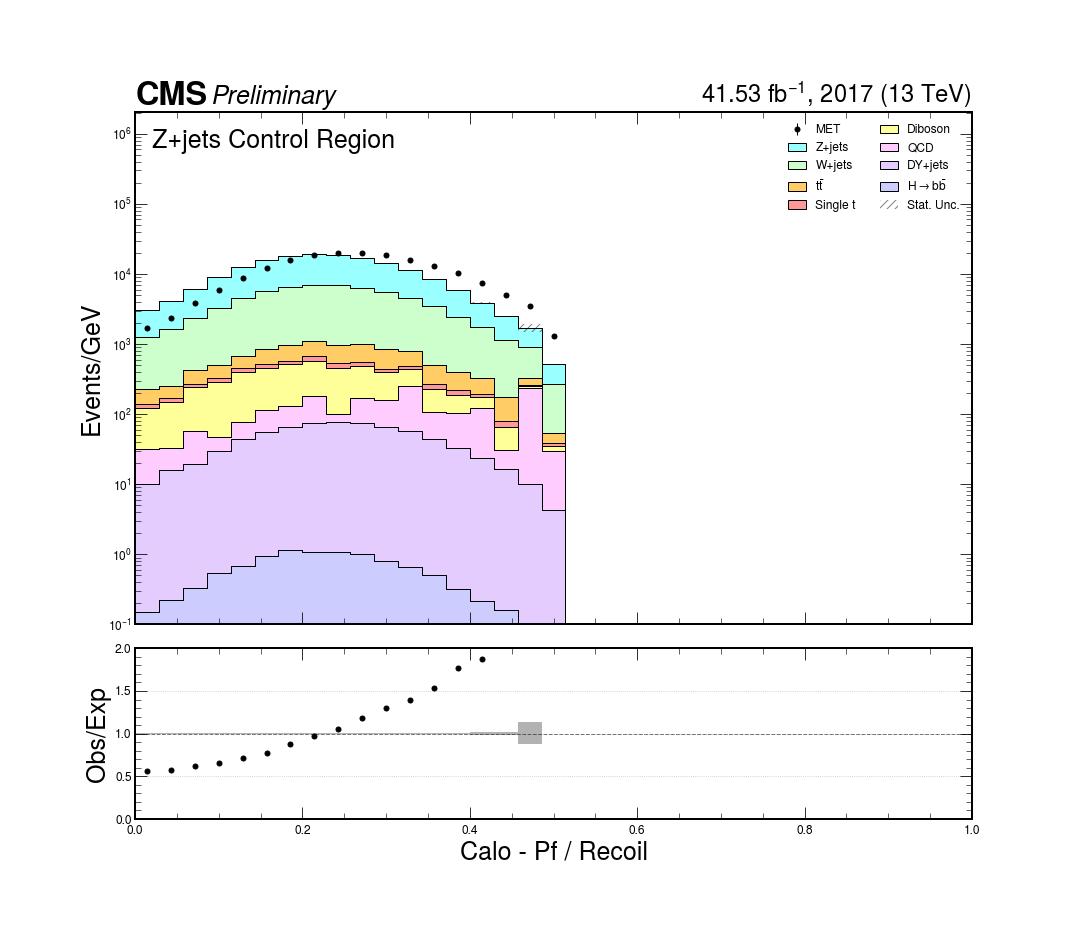 CMS Preliminary
41.53 fb⁻¹, 2017 (13 TeV)
Z+jets Control Region
MET
Z+jets
W+jets
tt̄
Single t
Diboson
QCD
DY+jets
H→bb̄
Stat. Unc.
Events/GeV
10⁶
10⁵
10⁴
10³
10²
10¹
10⁰
10⁻¹
Obs/Exp
2.0
1.5
1.0
0.5
0.0
0.0 0.2 0.4 0.6 0.8 1.0
Calo - Pf / Recoil